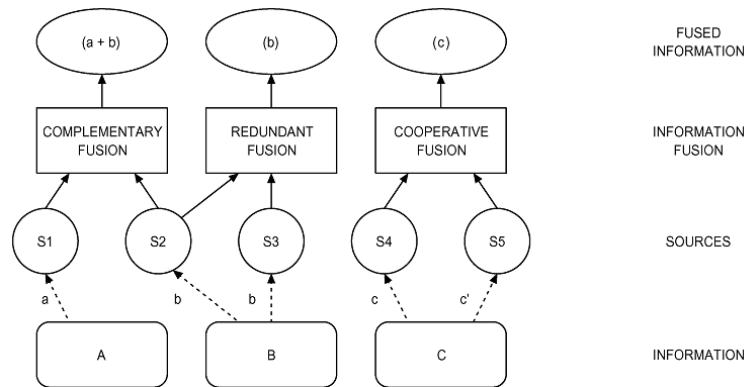 (a + b)
(b)
(c)
FUSED
INFORMATION
COMPLEMENTARY
FUSION
REDUNDANT
FUSION
COOPERATIVE
FUSION
INFORMATION
FUSION
S1
S2
S3
S4
S5
SOURCES
a
b
b
c
c'
A
B
C
INFORMATION